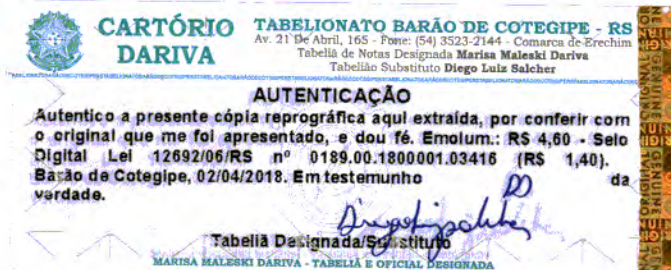 CARTÓRIO DARIVA
TABELIONATO BARÃO DE COTEGIPE - RS
Av. 21 De Abril, 165 - Fone: (54) 3523-2144 - Comarca de Erechim
Tabeliã de Notas Designada Marisa Maleski Dariva
Tabelião Substituto Diego Luiz Salcher
AUTENTICAÇÃO
Autentico a presente cópia reprográfica aqui extraída, por conferir com
o original que me foi apresentado, e dou fé. Emolum.: R$ 4,60 - Selo
Digital Lei 12692/06/RS nº 0189.00.1800001.03416 (R$ 1,40).
Barão de Cotegipe, 02/04/2018. Em testemunho da
verdade.
Tabeliã Designada/Substituto
MARISA MALESKI DARIVA - TABELIÃ E OFICIAL DESIGNADA
GENUINE